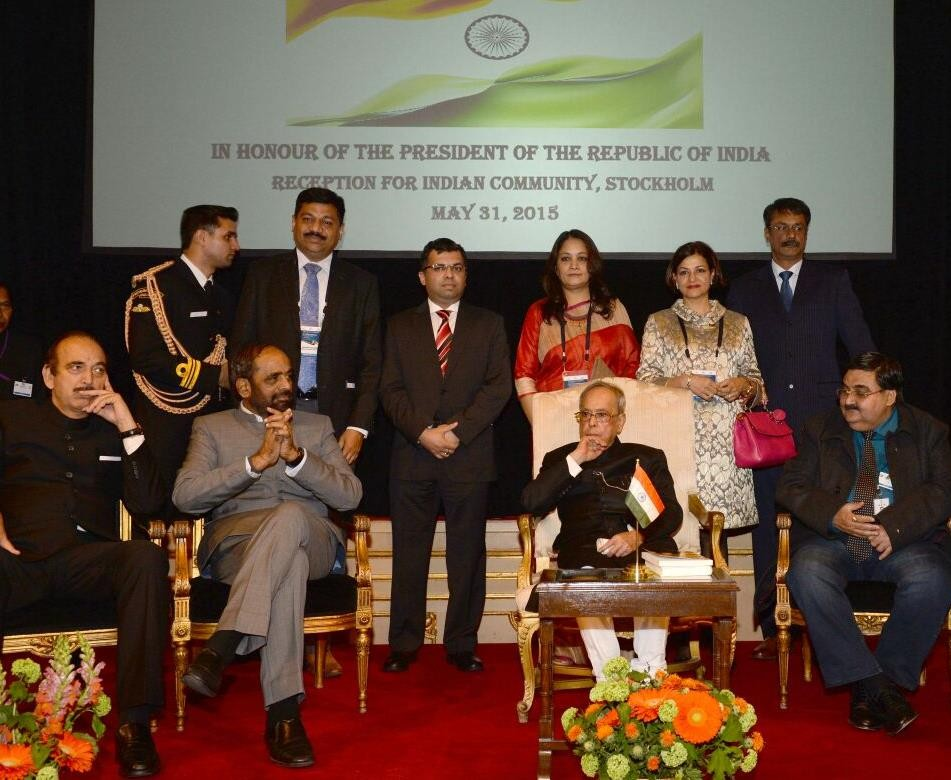 IN HONOUR OF THE PRESIDENT OF THE REPUBLIC OF INDIA
RECEPTION FOR INDIAN COMMUNITY, STOCKHOLM
MAY 31, 2015